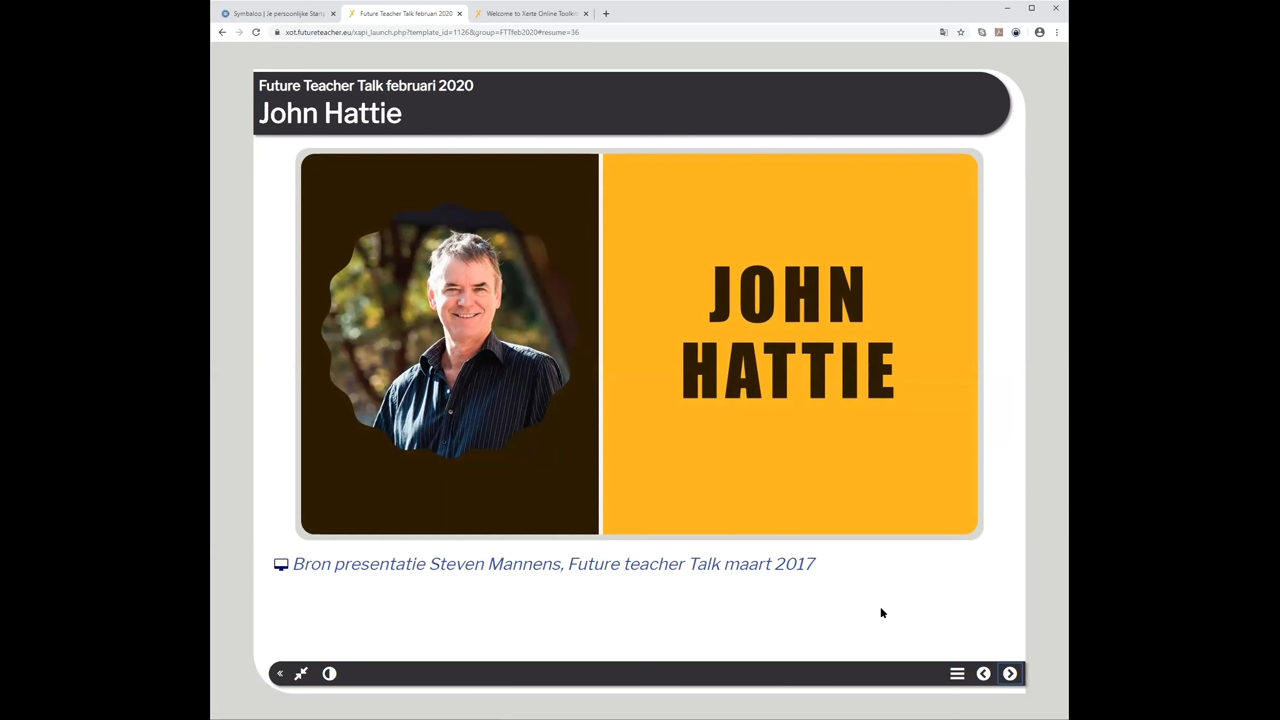 Symbaloo | Je persoonlijke Start
Future Teacher Talk februari 2020
Welcome to Xerte Online Toolki
xot.futureteacher.eu/xapi_launch.php?template_id=1126&group=FTTfeb2020#resume=36
Future Teacher Talk februari 2020
John Hattie
JOHN
HATTIE
Bron presentatie Steven Mannens, Future teacher Talk maart 2017